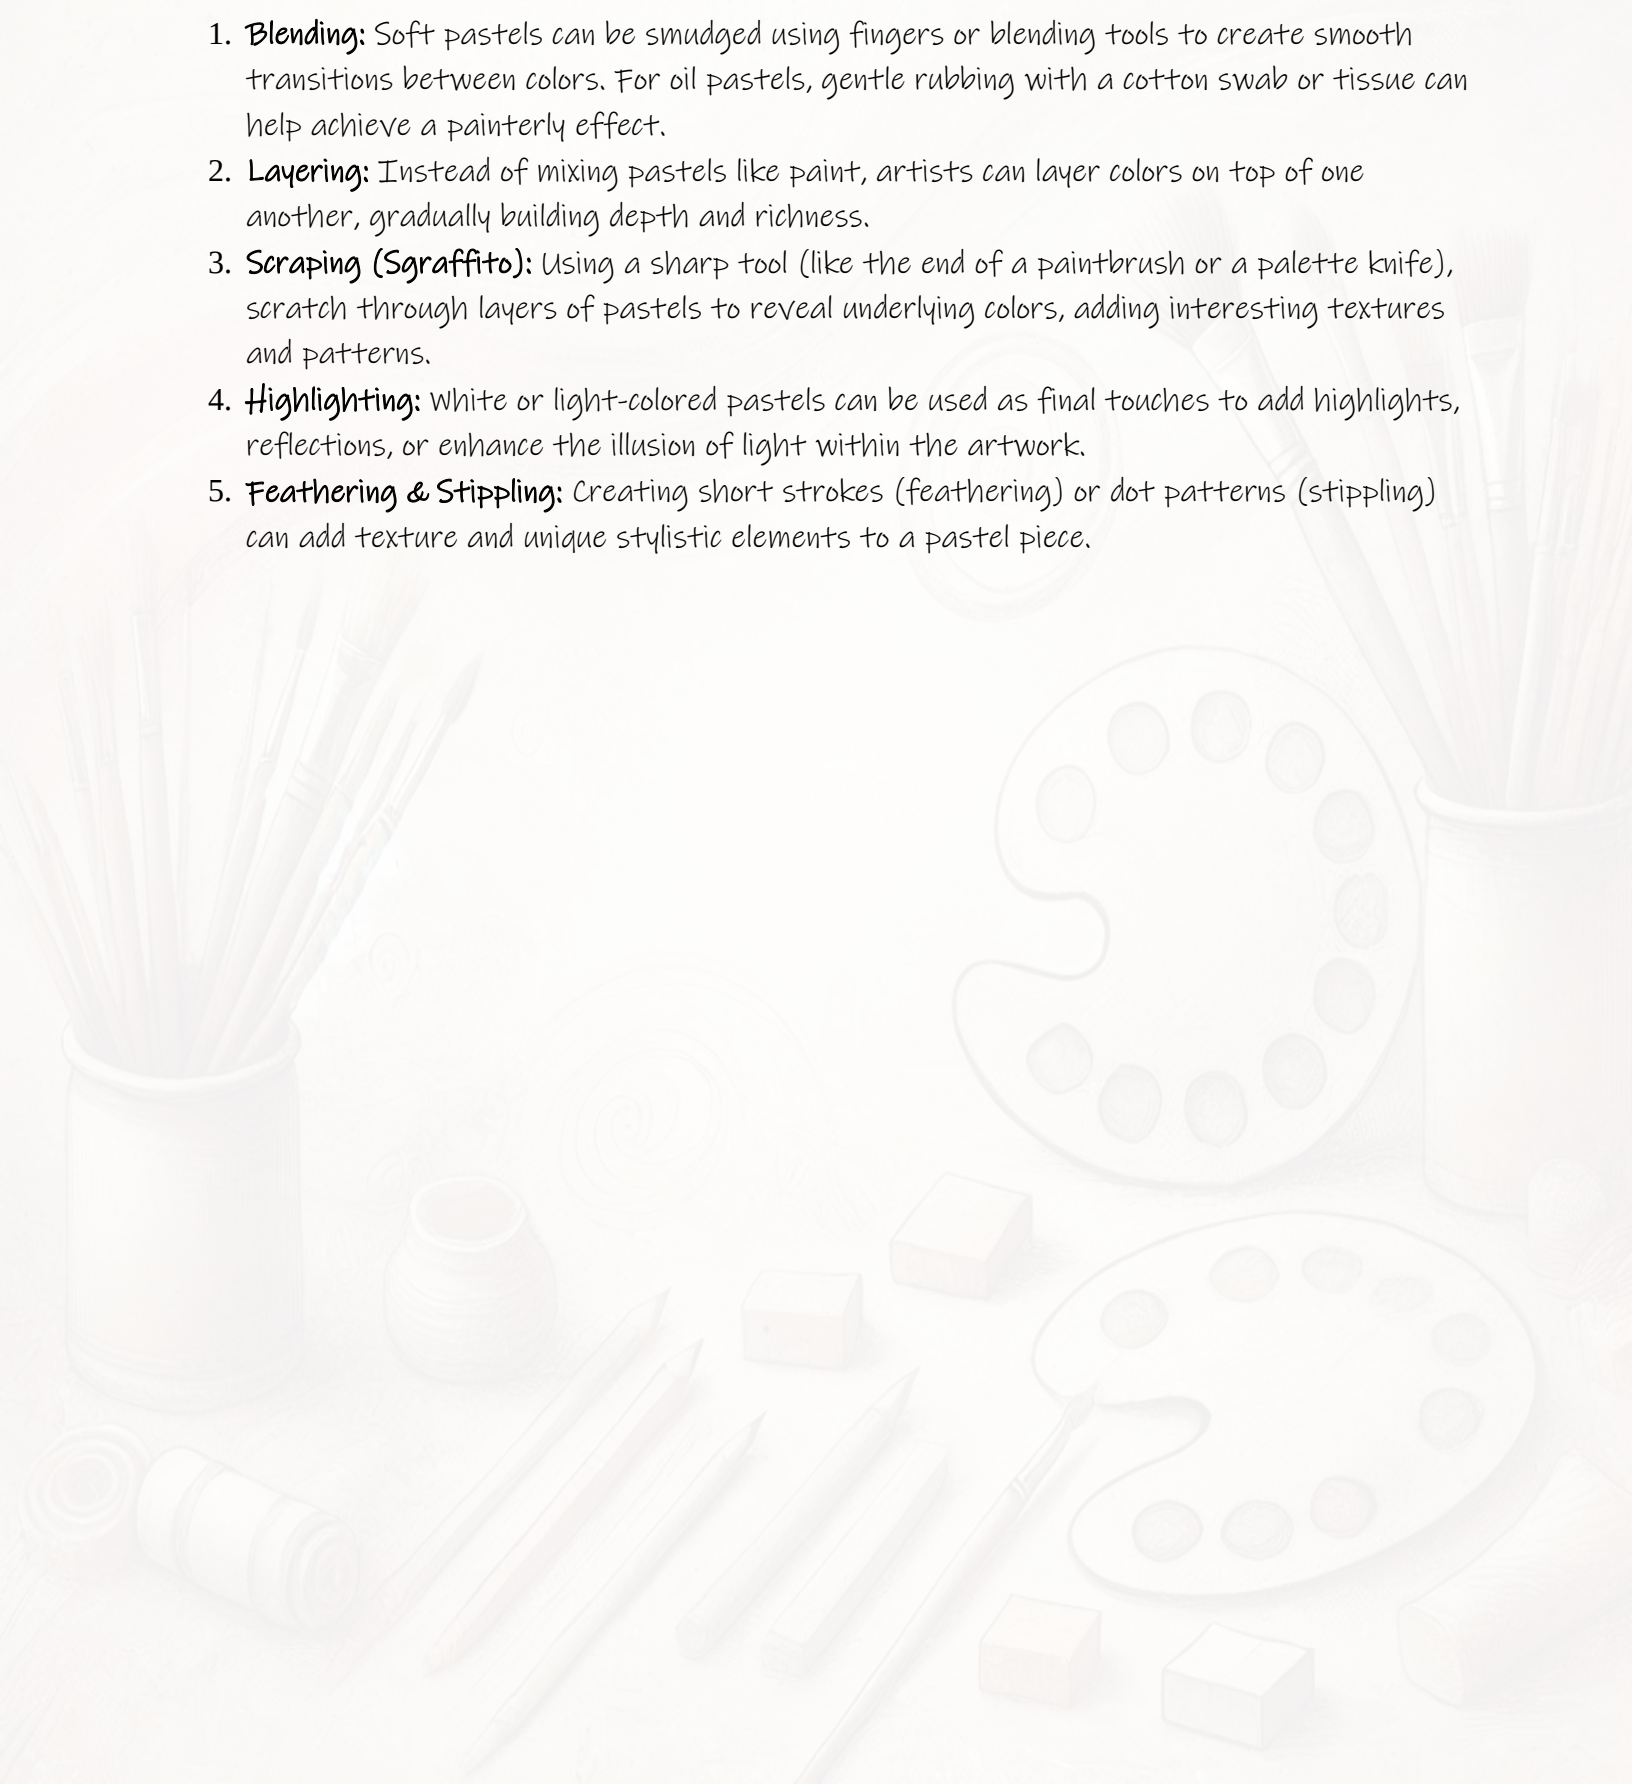 1. Blending: Soft pastels can be smudged using fingers or blending tools to create smooth
transitions between colors. For oil pastels, gentle rubbing with a cotton swab or tissue can
help achieve a painterly effect.
2. Layering: Instead of mixing pastels like paint, artists can layer colors on top of one
another, gradually building depth and richness.
3. Scraping (Sgraffito): Using a sharp tool (like the end of a paintbrush or a palette knife),
scratch through layers of pastels to reveal underlying colors, adding interesting textures
and patterns.
4. Highlighting: White or light-colored pastels can be used as final touches to add highlights,
reflections, or enhance the illusion of light within the artwork.
5. Feathering & Stippling: Creating short strokes (feathering) or dot patterns (stippling)
can add texture and unique stylistic elements to a pastel piece.